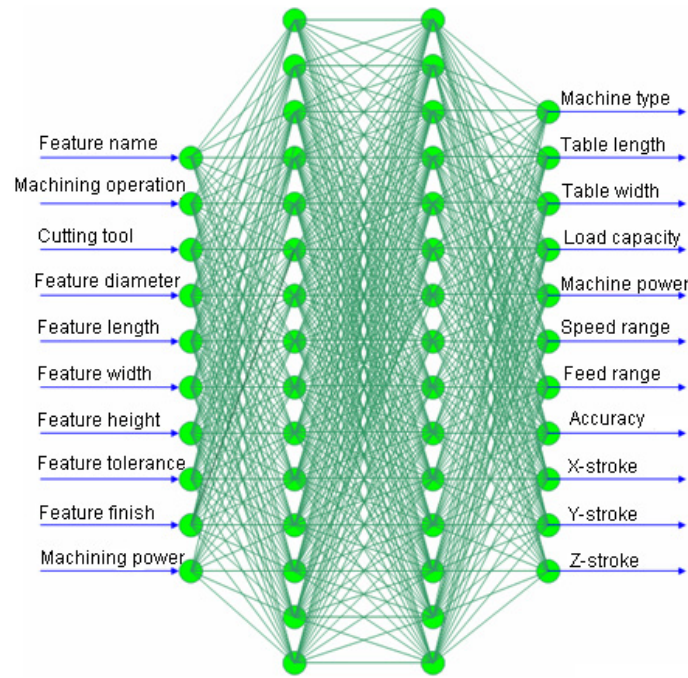 Feature name
Machining operation
Cutting tool
Feature diameter
Feature length
Feature width
Feature height
Feature tolerance
Feature finish
Machining power
Machine type
Table length
Table width
Load capacity
Machine power
Speed range
Feed range
Accuracy
X-stroke
Y-stroke
Z-stroke